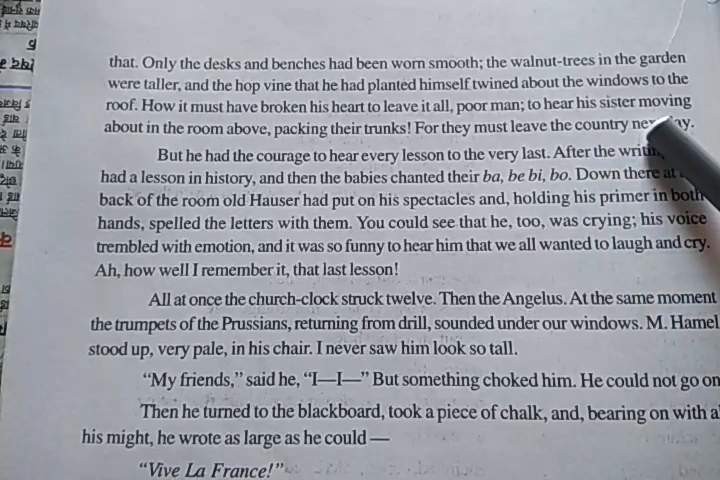 that. Only the desks and benches had been worn smooth; the walnut-trees in the garden
were taller, and the hop vine that he had planted himself twined about the windows to the
roof. How it must have broken his heart to leave it all, poor man; to hear his sister moving
about in the room above, packing their trunks! For they must leave the country
But he had the courage to hear every lesson to the very last. After the
had a lesson in history, and then the babies chanted their ba, be bi, bo. Down there at
back of the room old Hauser had put on his spectacles and, holding his primer in both
hands, spelled the letters with them. You could see that he, too, was crying; his voice
trembled with emotion, and it was so funny to hear him that we all wanted to laugh and cry.
Ah, how well I remember it, that last lesson!
All at once the church-clock struck twelve. Then the Angelus. At the same moment
the trumpets of the Prussians, returning from drill, sounded under our windows. M. Hamel
stood up, very pale, in his chair. I never saw him look so tall.
“My friends,” said he, “I—I—” But something choked him. He could not go on
Then he turned to the blackboard, took a piece of chalk, and, bearing on with a
his might, he wrote as large as he could —
“Vive La France!”